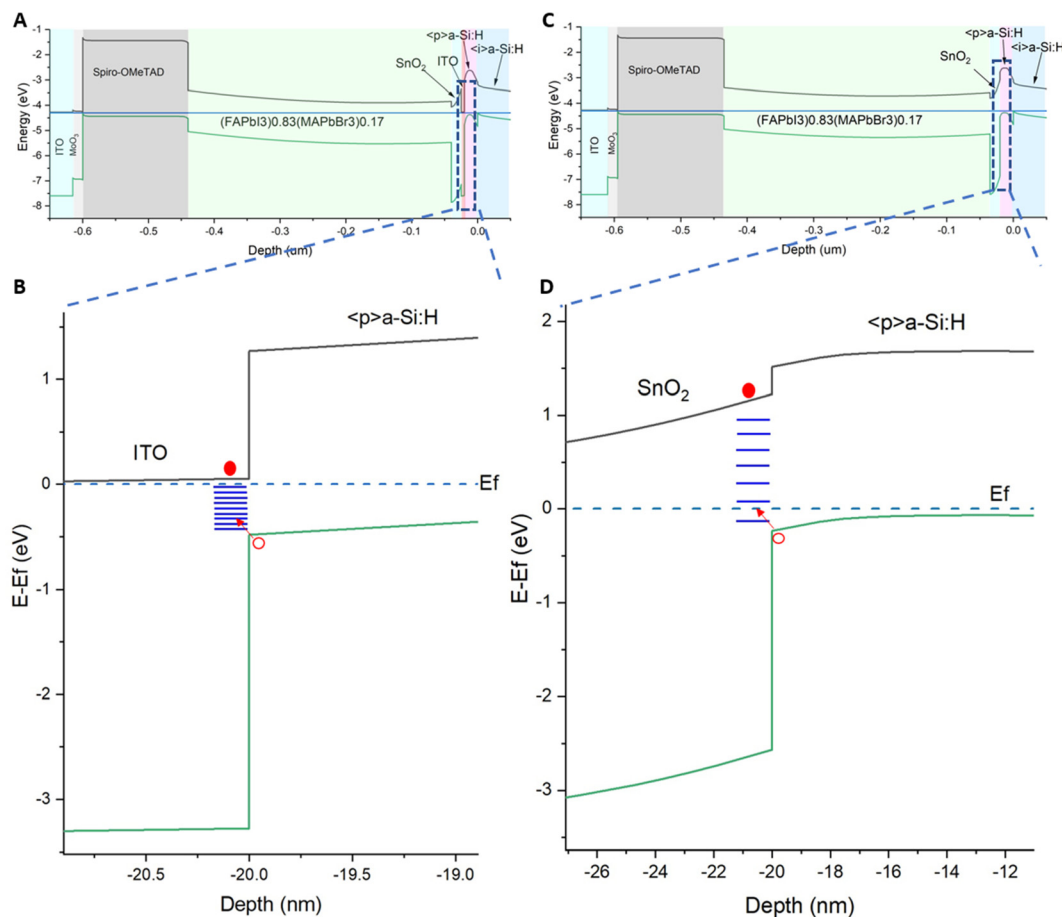 A
-1
-2
-3
-4
-5
-6
-7
-8
Energy (eV)
ITO
MoO3
Spiro-OMeTAD
SnO2
<p>a-Si:H
ITO
<i>a-Si:H
(FAPbI3)0.83(MAPbBr3)0.17
-0.6 -0.5 -0.4 -0.3 -0.2 -0.1 0.0
Depth (um)
C
-1
-2
-3
-4
-5
-6
-7
-8
Energy (eV)
ITO
MoO3
Spiro-OMeTAD
SnO2
<p>a-Si:H
<i>a-Si:H
(FAPbI3)0.83(MAPbBr3)0.17
-0.6 -0.5 -0.4 -0.3 -0.2 -0.1 0.0
Depth (um)
B
<p>a-Si:H
ITO
Ef
1
0
-1
-2
-3
E-Ef (eV)
-20.5 -20.0 -19.5 -19.0
Depth (nm)
D
<p>a-Si:H
SnO2
Ef
2
1
0
-1
-2
-3
E-Ef (eV)
-26 -24 -22 -20 -18 -16 -14 -12
Depth (nm)